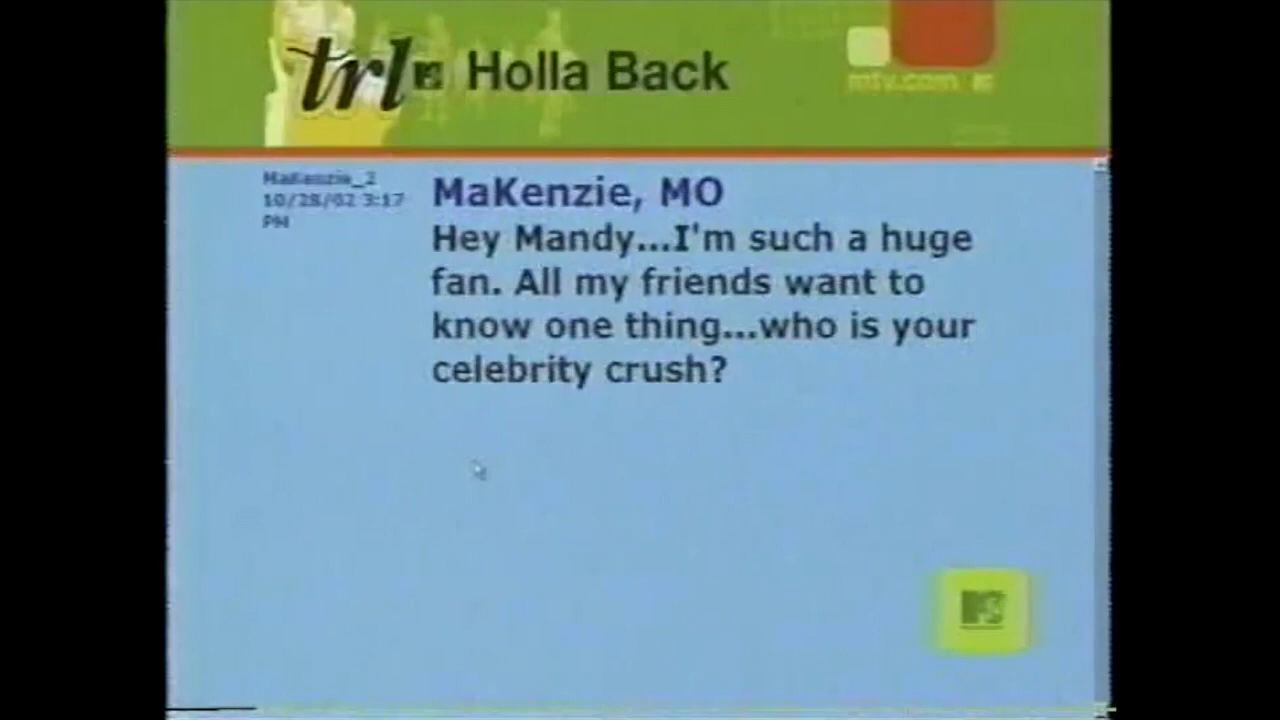 trl Holla Back
mtv.com
MaKenzie_2
10/28/02 3:17
PM
MaKenzie, MO
Hey Mandy...I'm such a huge
fan. All my friends want to
know one thing...who is your
celebrity crush?